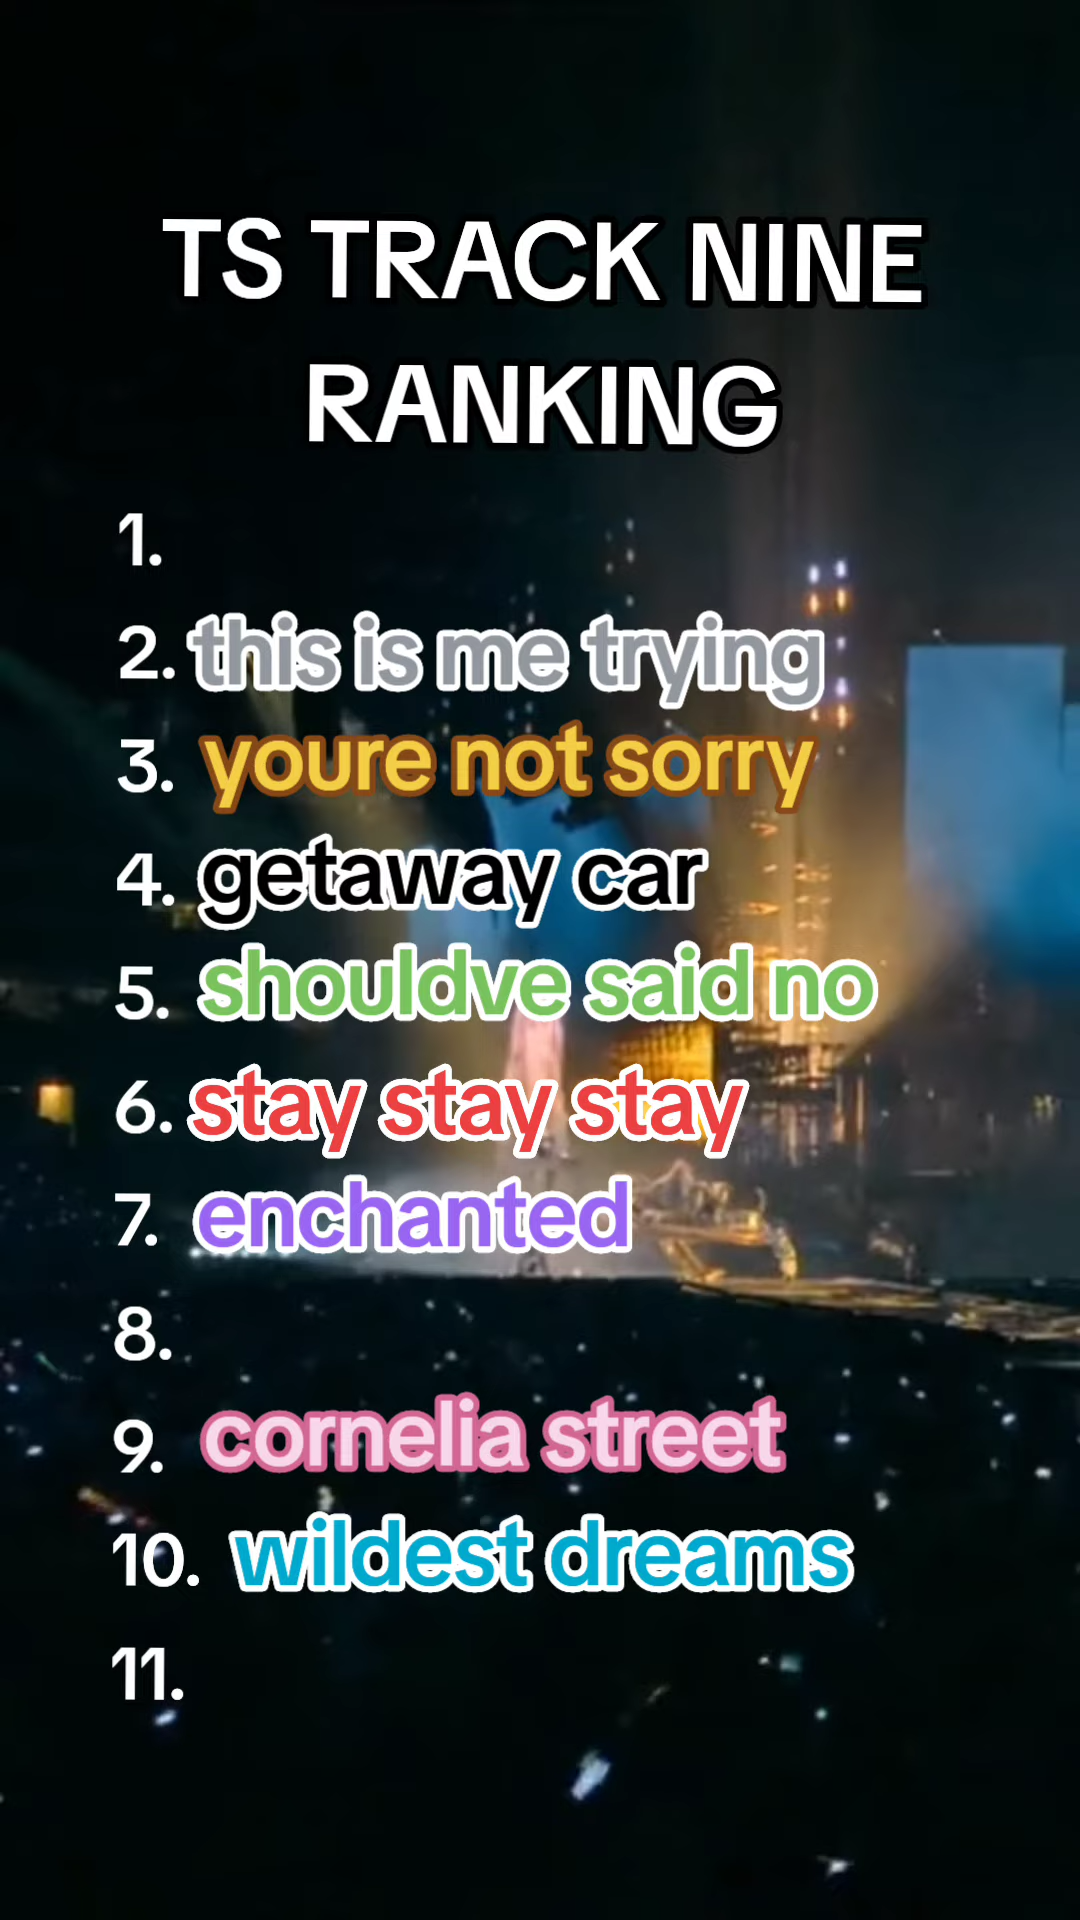 TS TRACK NINE
RANKING
1.
2. this is me trying
3. youre not sorry
4. getaway car
5. shouldve said no
6. stay stay stay
7. enchanted
8.
9. cornelia street
10. wildest dreams
11.